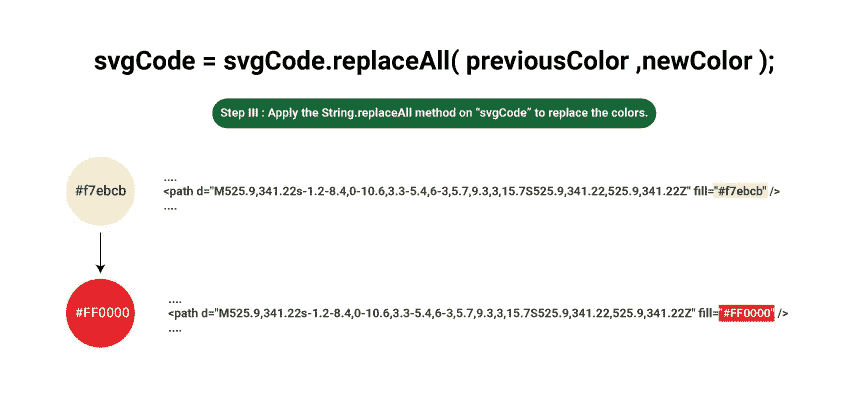 svgCode = svgCode.replaceAll( previousColor ,newColor );
Step III : Apply the String.replaceAll method on “svgCode” to replace the colors.
#f7ebcb
....
<path d="M525.9,341.22s-1.2-8.4,0-10.6,3.3-5.4,6-3,5.7,9.3,3,15.7S525.9,341.22,525.9,341.22Z" fill="#f7ebcb" />
....
#FF0000
....
<path d="M525.9,341.22s-1.2-8.4,0-10.6,3.3-5.4,6-3,5.7,9.3,3,15.7S525.9,341.22,525.9,341.22Z" fill="#FF0000" />
....